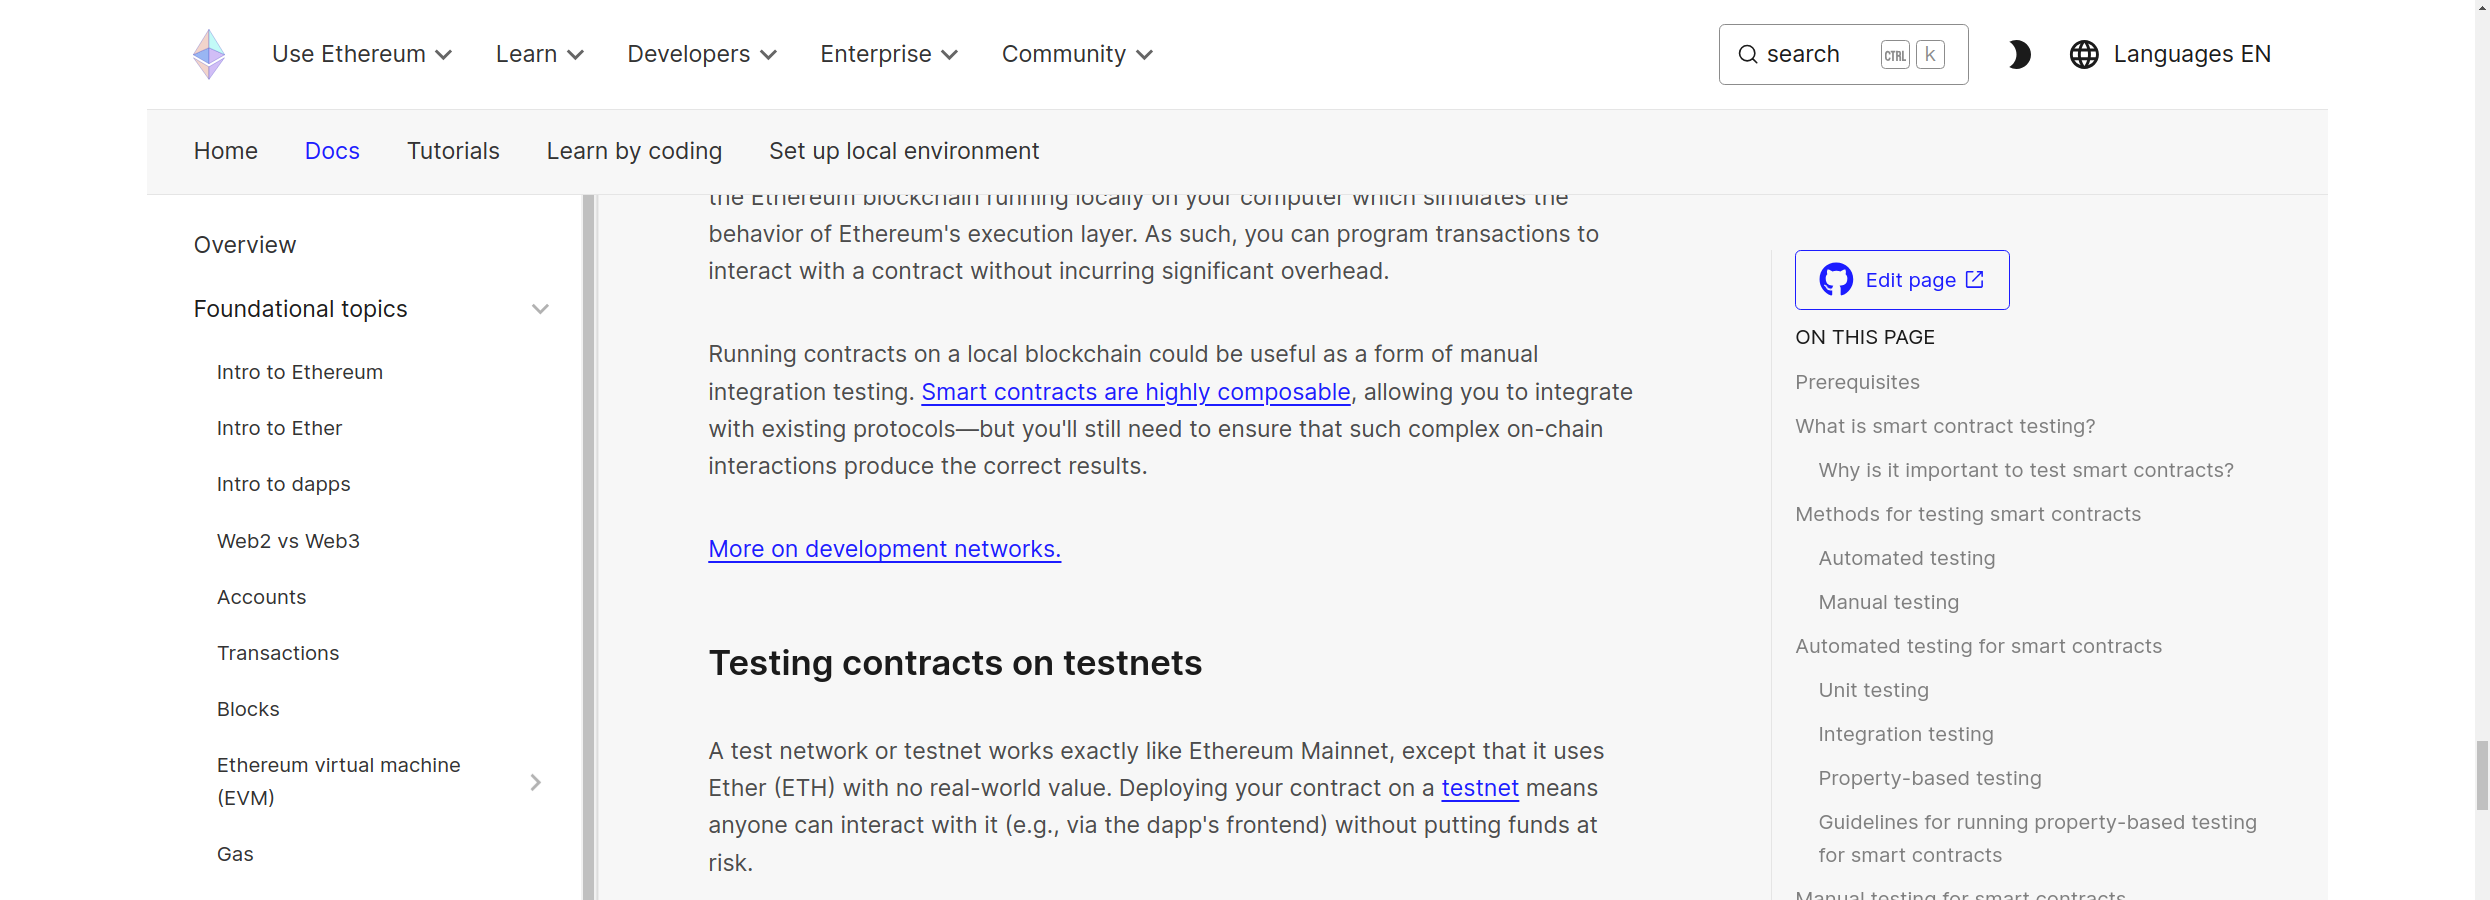 Use Ethereum
Learn
Developers
Enterprise
Community
search
CTRL
k
Languages EN
Home
Docs
Tutorials
Learn by coding
Set up local environment
Overview
Foundational topics
Intro to Ethereum
Intro to Ether
Intro to dapps
Web2 vs Web3
Accounts
Transactions
Blocks
Ethereum virtual machine
(EVM)
Gas
the Ethereum blockchain running locally on your computer which simulates the
behavior of Ethereum's execution layer. As such, you can program transactions to
interact with a contract without incurring significant overhead.
Running contracts on a local blockchain could be useful as a form of manual
integration testing. Smart contracts are highly composable, allowing you to integrate
with existing protocols—but you'll still need to ensure that such complex on-chain
interactions produce the correct results.
More on development networks.
Testing contracts on testnets
A test network or testnet works exactly like Ethereum Mainnet, except that it uses
Ether (ETH) with no real-world value. Deploying your contract on a testnet means
anyone can interact with it (e.g., via the dapp's frontend) without putting funds at
risk.
Edit page
ON THIS PAGE
Prerequisites
What is smart contract testing?
Why is it important to test smart contracts?
Methods for testing smart contracts
Automated testing
Manual testing
Automated testing for smart contracts
Unit testing
Integration testing
Property-based testing
Guidelines for running property-based testing
for smart contracts
Manual testing for smart contracts